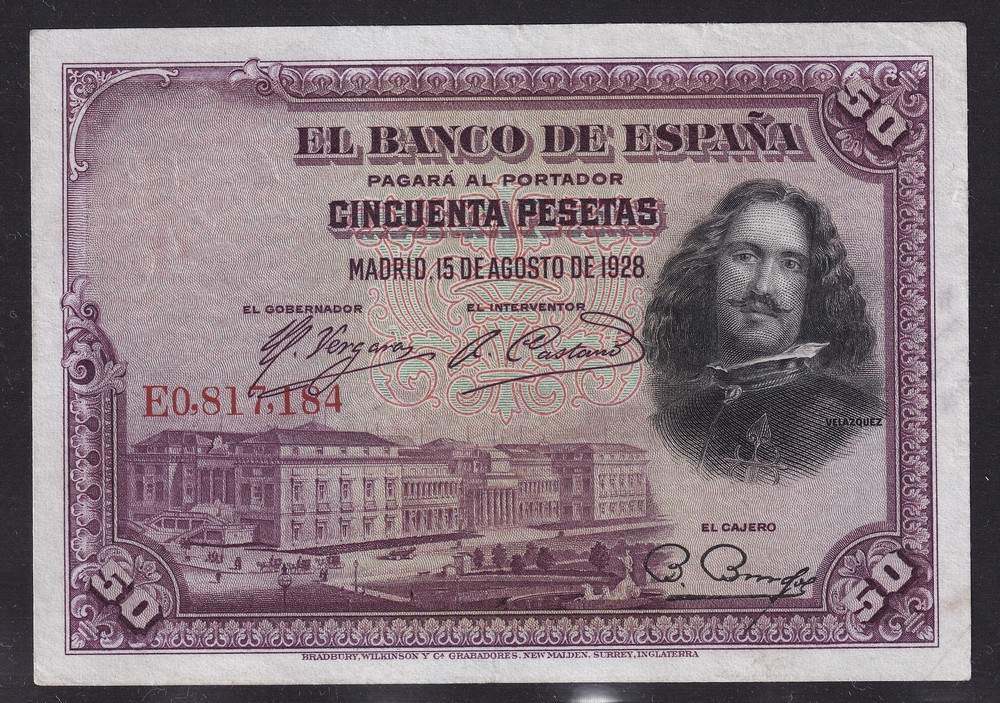 50
EL BANCO DE ESPAÑA
PAGARÁ AL PORTADOR
CINCUENTA PESETAS
MADRID, 15 DE AGOSTO DE 1928
EL GOBERNADOR
EL INTERVENTOR
E0,817,184
VELAZQUEZ
EL CAJERO
50
50
BRADBURY, WILKINSON Y Cª GRABADORES. NEW MALDEN. SURREY, INGLATERRA